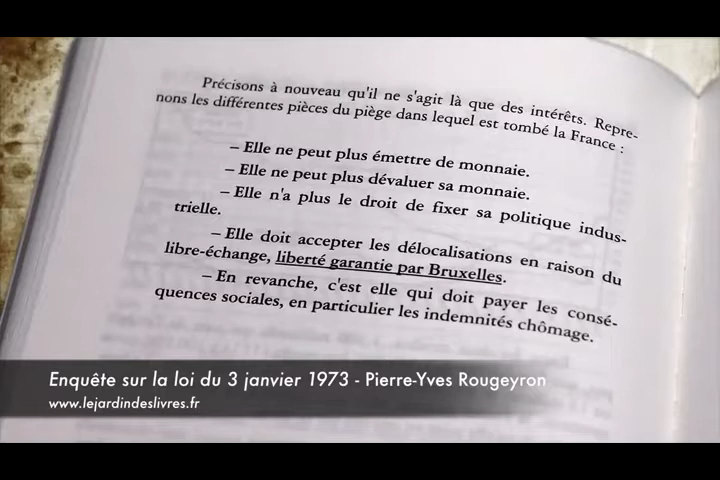 Précisons à nouveau qu'il ne s'agit là que des intérêts. Repre-
nons les différentes pièces du piège dans lequel est tombé la France :
– Elle ne peut plus émettre de monnaie.
– Elle ne peut plus dévaluer sa monnaie.
– Elle n'a plus le droit de fixer sa politique indus-
trielle.
– Elle doit accepter les délocalisations en raison du
libre-échange, liberté garantie par Bruxelles.
– En revanche, c'est elle qui doit payer les consé-
quences sociales, en particulier les indemnités chômage.
Enquête sur la loi du 3 janvier 1973 - Pierre-Yves Rougeyron
www.lejardindeslivres.fr